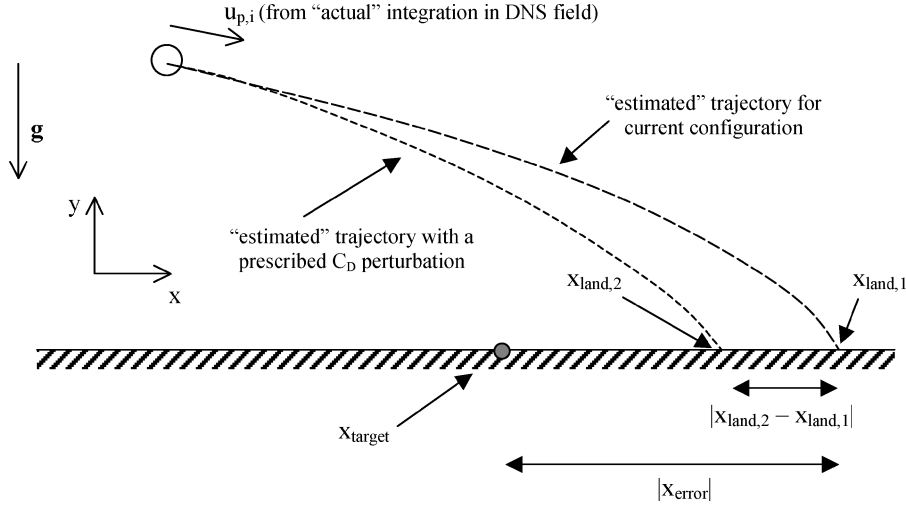 u_p,i (from “actual” integration in DNS field)
g
“estimated” trajectory for
current configuration
y
x
“estimated” trajectory with a
prescribed C_D perturbation
x_land,2
x_land,1
x_target
|x_land,2 − x_land,1|
|x_error|